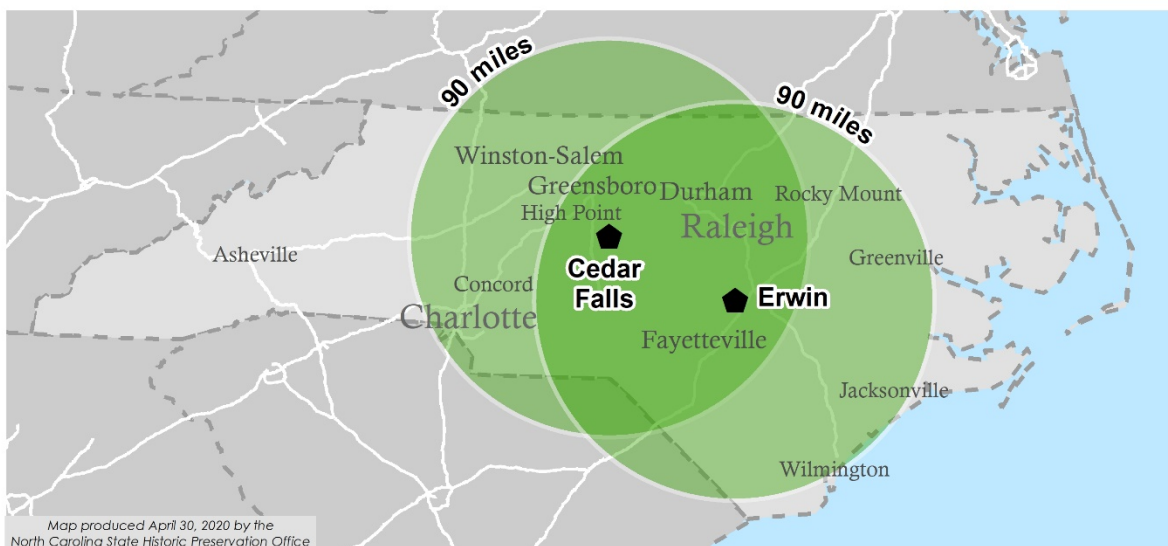 90 miles
90 miles
Winston-Salem
Greensboro
Durham
Rocky Mount
High Point
Raleigh
Asheville
Greenville
Cedar
Falls
Concord
Erwin
Charlotte
Fayetteville
Jacksonville
Wilmington
Map produced April 30, 2020 by the
North Carolina State Historic Preservation Office